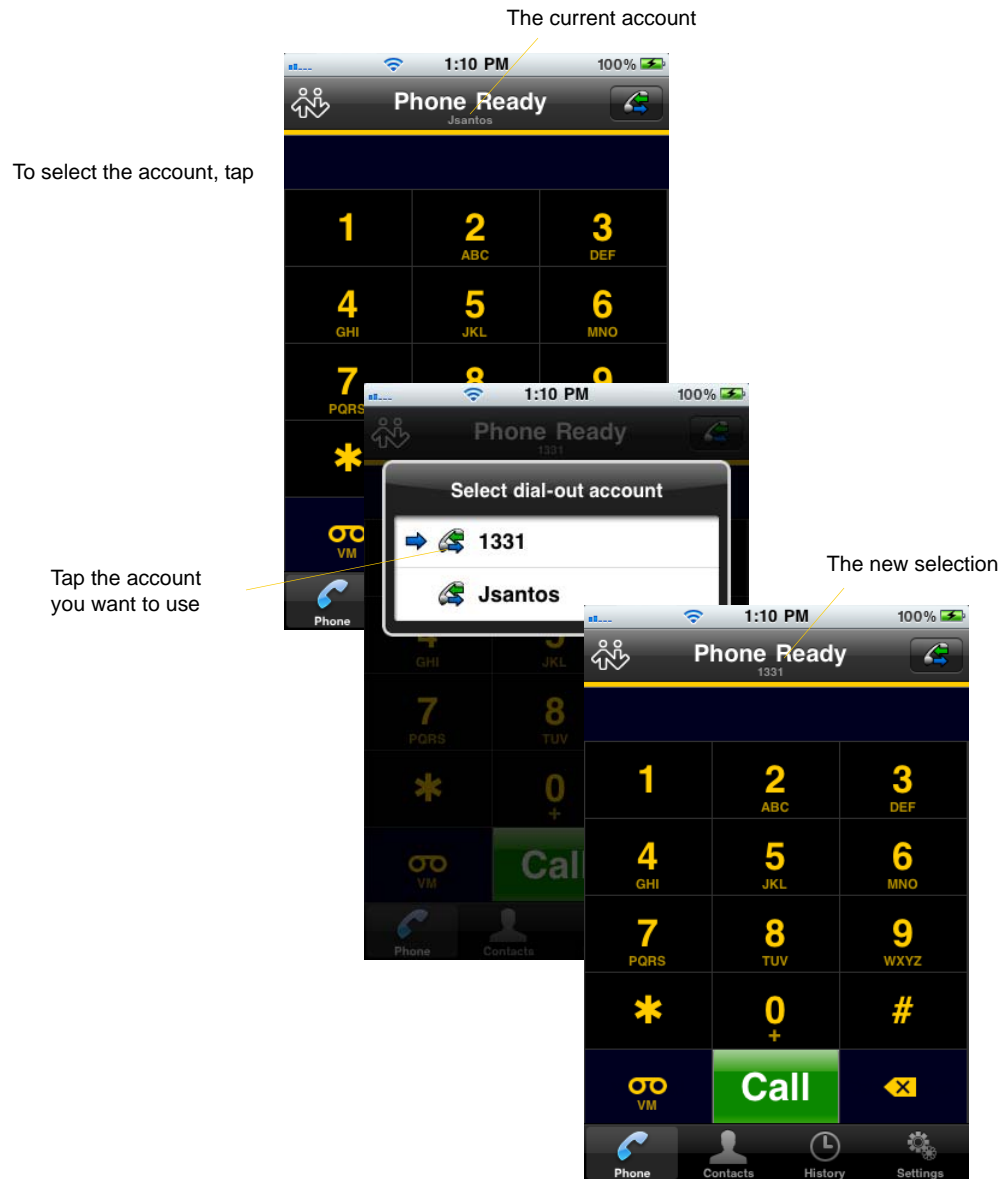 The current account
1:10 PM 100%
Phone Ready
Jsantos
To select the account, tap
1 2 3
ABC DEF
4 5 6
GHI JKL MNO
7 8 9
PQRS
*
VM
Phone
1:10 PM 100%
Phone Ready
1331
Select dial-out account
1331
Jsantos
Tap the account
you want to use
4
GHI JKL
7 8
PQRS TUV
* 0
+
VM
Call
Phone Contacts
The new selection
1:10 PM 100%
Phone Ready
1331
1 2 3
ABC DEF
4 5 6
GHI JKL MNO
7 8 9
PQRS TUV WXYZ
* 0 #
+
VM
Call
Phone Contacts History Settings